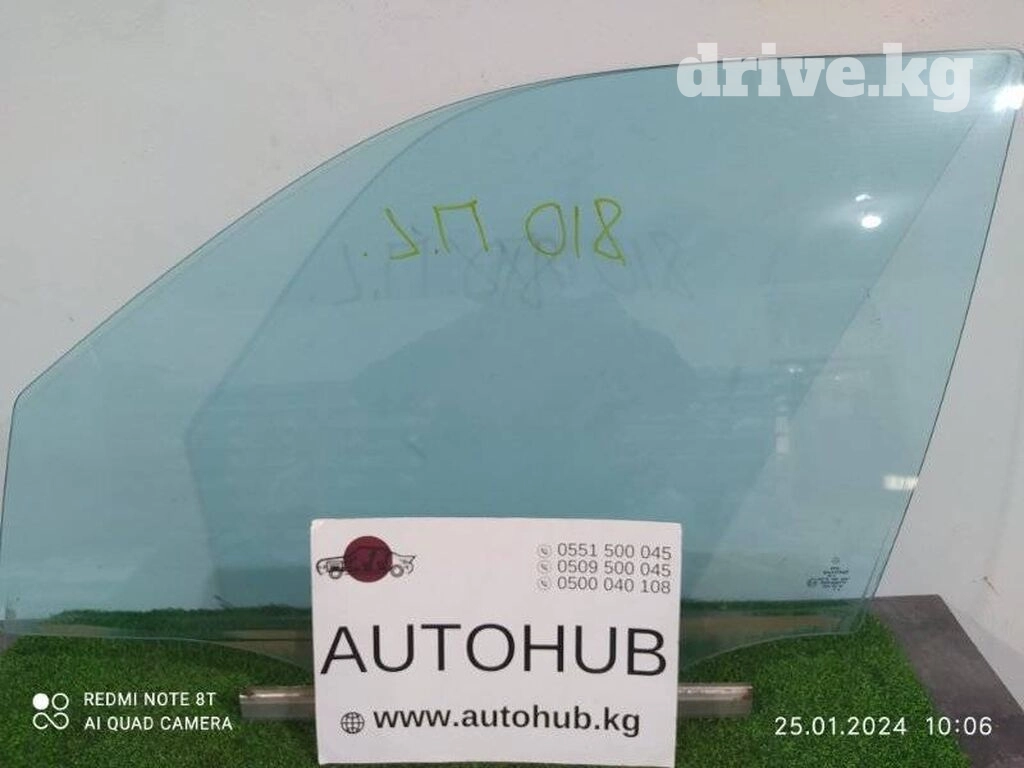 drive.kg
810 П.L.
0551 500 045
0509 500 045
0500 040 108
AUTOHUB
www.autohub.kg
REDMI NOTE 8T
AI QUAD CAMERA
25.01.2024 10:06